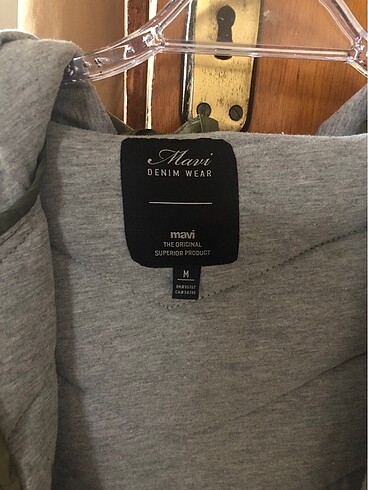 Mavi
DENIM WEAR
mavi
THE ORIGINAL
SUPERIOR PRODUCT
M